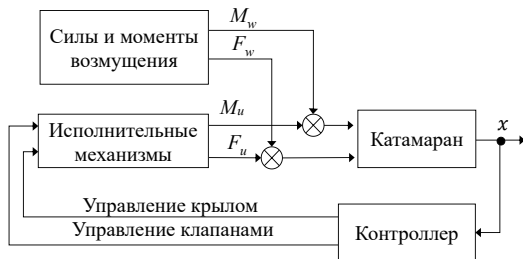 Силы и моменты
возмущения
M_w
F_w
Исполнительные
механизмы
M_u
F_u
Катамаран
x
Управление крылом
Управление клапанами
Контроллер